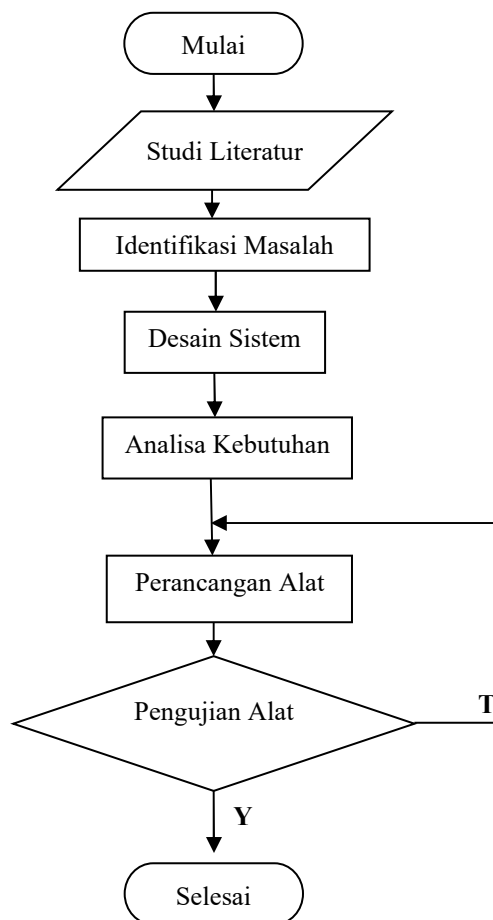 Mulai
Studi Literatur
Identifikasi Masalah
Desain Sistem
Analisa Kebutuhan
Perancangan Alat
Pengujian Alat
T
Y
Selesai